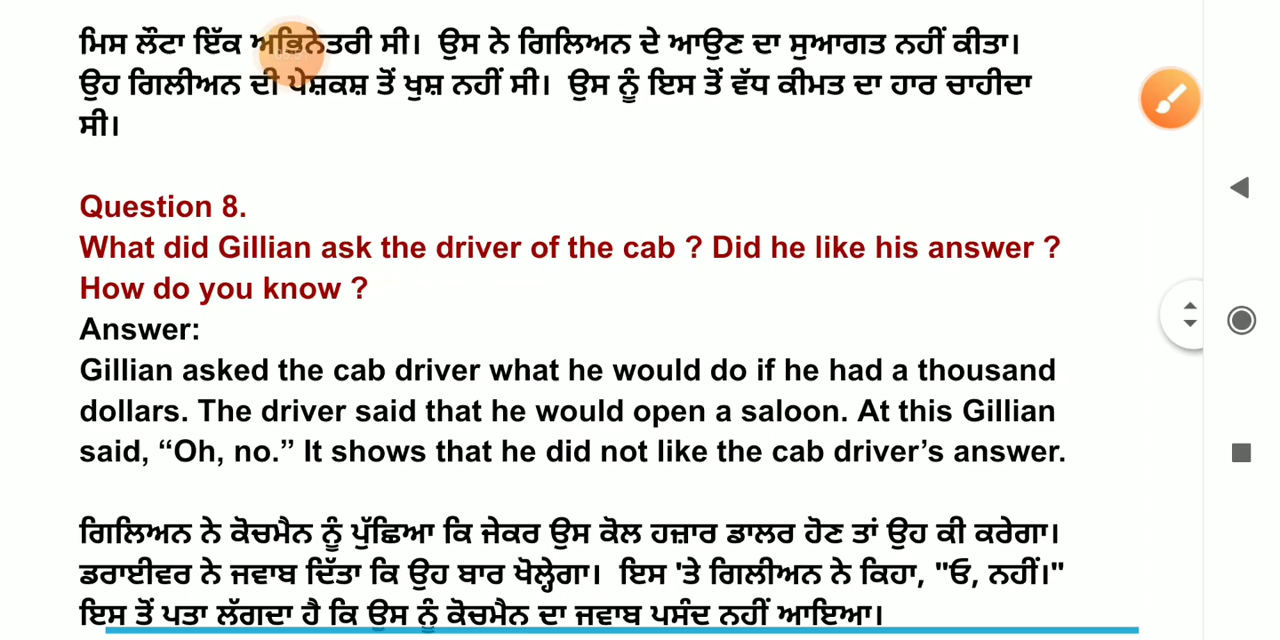 ਮਿਸ ਲੌਟਾ ਇੱਕ ਅਭਿਨੇਤਰੀ ਸੀ। ਉਸ ਨੇ ਗਿਲਿਅਨ ਦੇ ਆਉਣ ਦਾ ਸੁਆਗਤ ਨਹੀਂ ਕੀਤਾ।
ਉਹ ਗਿਲੀਅਨ ਦੀ ਪੇਸ਼ਕਸ਼ ਤੋਂ ਖੁਸ਼ ਨਹੀਂ ਸੀ। ਉਸ ਨੂੰ ਇਸ ਤੋਂ ਵੱਧ ਕੀਮਤ ਦਾ ਹਾਰ ਚਾਹੀਦਾ
ਸੀ।
Question 8.
What did Gillian ask the driver of the cab ? Did he like his answer ?
How do you know ?
Answer:
Gillian asked the cab driver what he would do if he had a thousand
dollars. The driver said that he would open a saloon. At this Gillian
said, “Oh, no.” It shows that he did not like the cab driver’s answer.
ਗਿਲਿਅਨ ਨੇ ਕੋਚਮੈਨ ਨੂੰ ਪੁੱਛਿਆ ਕਿ ਜੇਕਰ ਉਸ ਕੋਲ ਹਜ਼ਾਰ ਡਾਲਰ ਹੋਣ ਤਾਂ ਉਹ ਕੀ ਕਰੇਗਾ।
ਡਰਾਈਵਰ ਨੇ ਜਵਾਬ ਦਿੱਤਾ ਕਿ ਉਹ ਬਾਰ ਖੋਲ੍ਹੇਗਾ। ਇਸ 'ਤੇ ਗਿਲੀਅਨ ਨੇ ਕਿਹਾ, "ਓ, ਨਹੀਂ।"
ਇਸ ਤੋਂ ਪਤਾ ਲੱਗਦਾ ਹੈ ਕਿ ਉਸ ਨੂੰ ਕੋਚਮੈਨ ਦਾ ਜਵਾਬ ਪਸੰਦ ਨਹੀਂ ਆਇਆ।